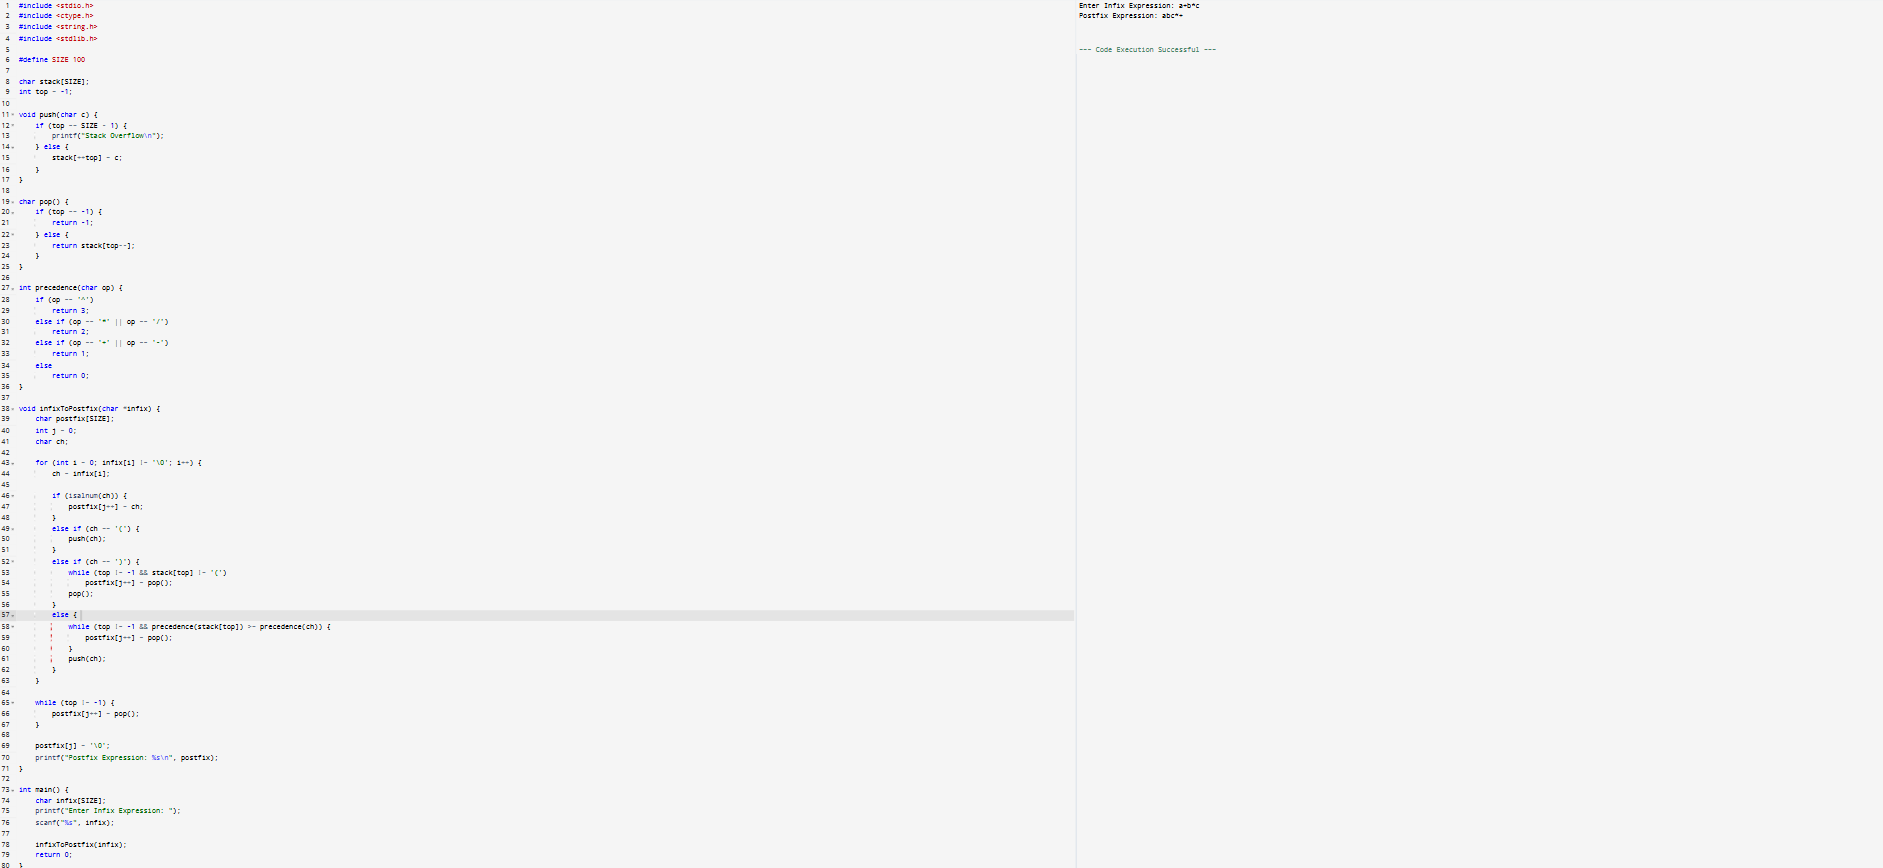 1 #include <stdio.h>
2 #include <ctype.h>
3 #include <string.h>
4 #include <stdlib.h>
5
6 #define SIZE 100
7
8 char stack[SIZE];
9 int top = -1;
10
11 void push(char c) {
12     if (top == SIZE - 1) {
13         printf("Stack Overflow\n");
14     } else {
15         stack[++top] = c;
16     }
17 }
18
19 char pop() {
20     if (top == -1) {
21         return -1;
22     } else {
23         return stack[top--];
24     }
25 }
26
27 int precedence(char op) {
28     if (op == '^')
29         return 3;
30     else if (op == '*' || op == '/')
31         return 2;
32     else if (op == '+' || op == '-')
33         return 1;
34     else
35         return 0;
36 }
37
38 void infixToPostfix(char *infix) {
39     char postfix[SIZE];
40     int j = 0;
41     char ch;
42
43     for (int i = 0; infix[i] != '\0'; i++) {
44         ch = infix[i];
45
46         if (isalnum(ch)) {
47             postfix[j++] = ch;
48         }
49         else if (ch == '(') {
50             push(ch);
51         }
52         else if (ch == ')') {
53             while (top != -1 && stack[top] != '(')
54                 postfix[j++] = pop();
55             pop();
56         }
57         else {
58             while (top != -1 && precedence(stack[top]) >= precedence(ch)) {
59                 postfix[j++] = pop();
60             }
61             push(ch);
62         }
63     }
64
65     while (top != -1) {
66         postfix[j++] = pop();
67     }
68
69     postfix[j] = '\0';
70     printf("Postfix Expression: %s\n", postfix);
71 }
72
73 int main() {
74     char infix[SIZE];
75     printf("Enter Infix Expression: ");
76     scanf("%s", infix);
77
78     infixToPostfix(infix);
79     return 0;
80 }
Enter Infix Expression: a+b*c
Postfix Expression: abc*+
=== Code Execution Successful ===